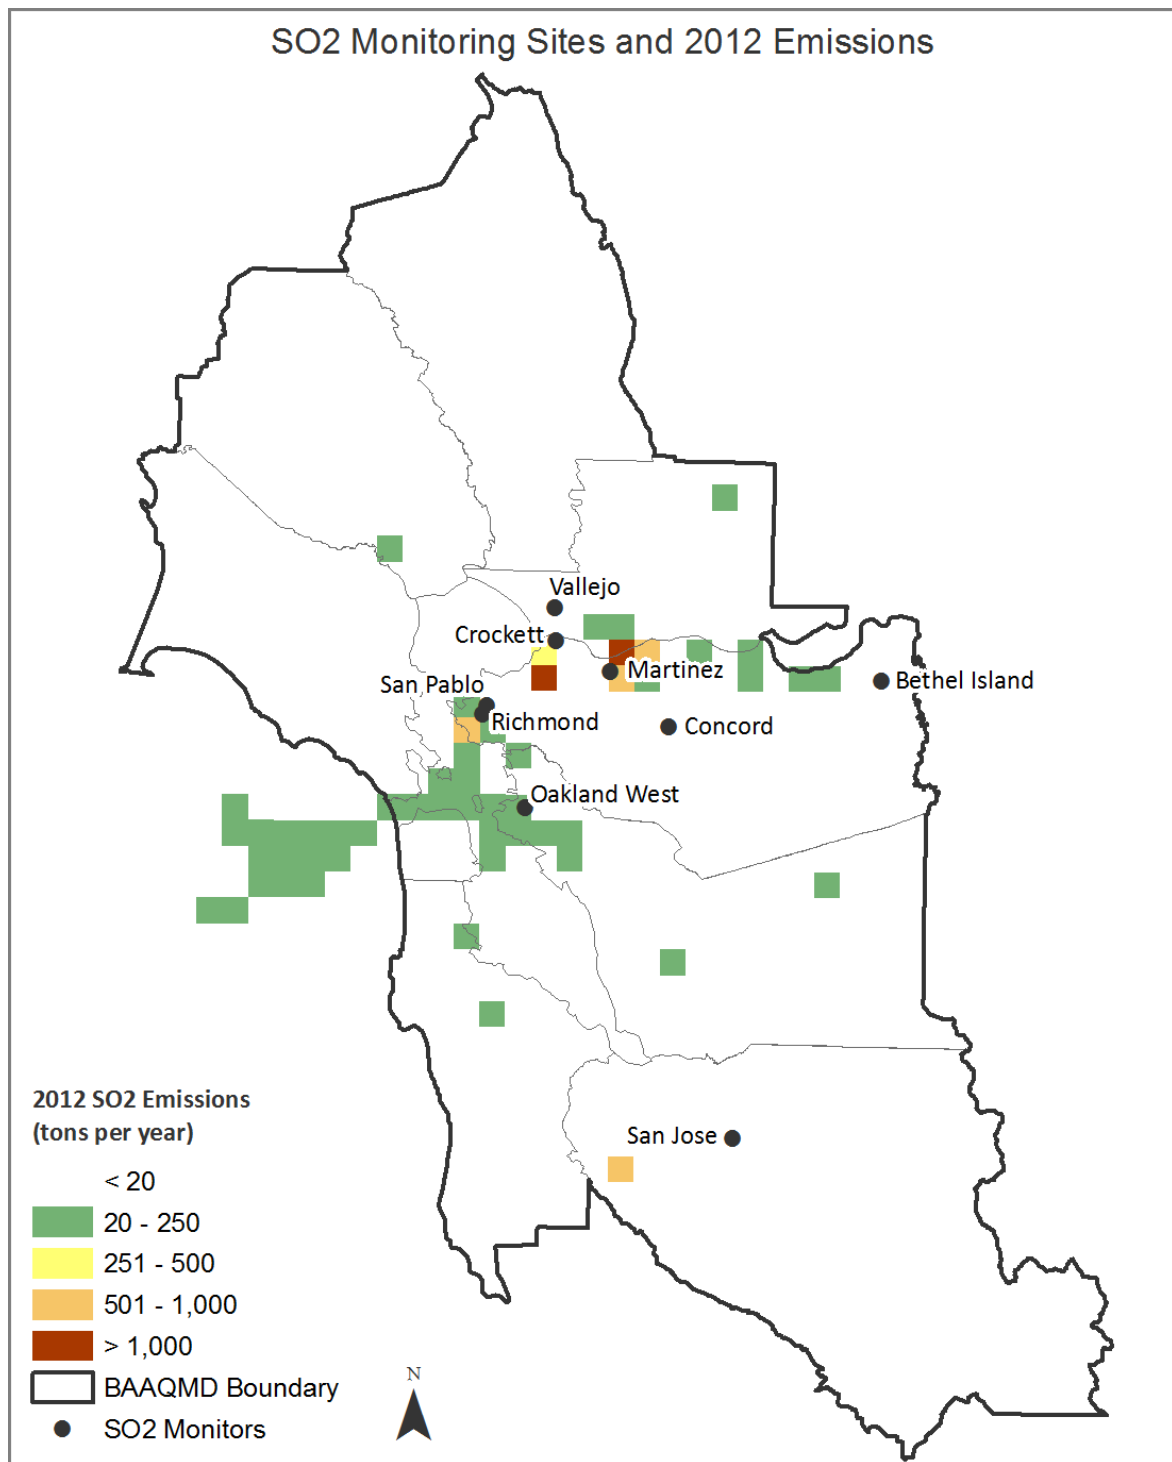 SO2 Monitoring Sites and 2012 Emissions
Vallejo
Crockett
Martinez
San Pablo
Bethel Island
Richmond
Concord
Oakland West
San Jose
2012 SO2 Emissions
(tons per year)
< 20
20 - 250
251 - 500
501 - 1,000
> 1,000
BAAQMD Boundary
SO2 Monitors
N